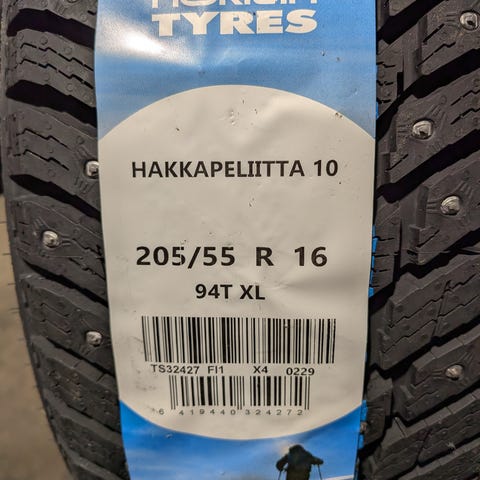 TYRES
HAKKAPELIITTA 10
205/55 R 16
94T XL
TS32427 FI1 X4 0229
6 419440 324272